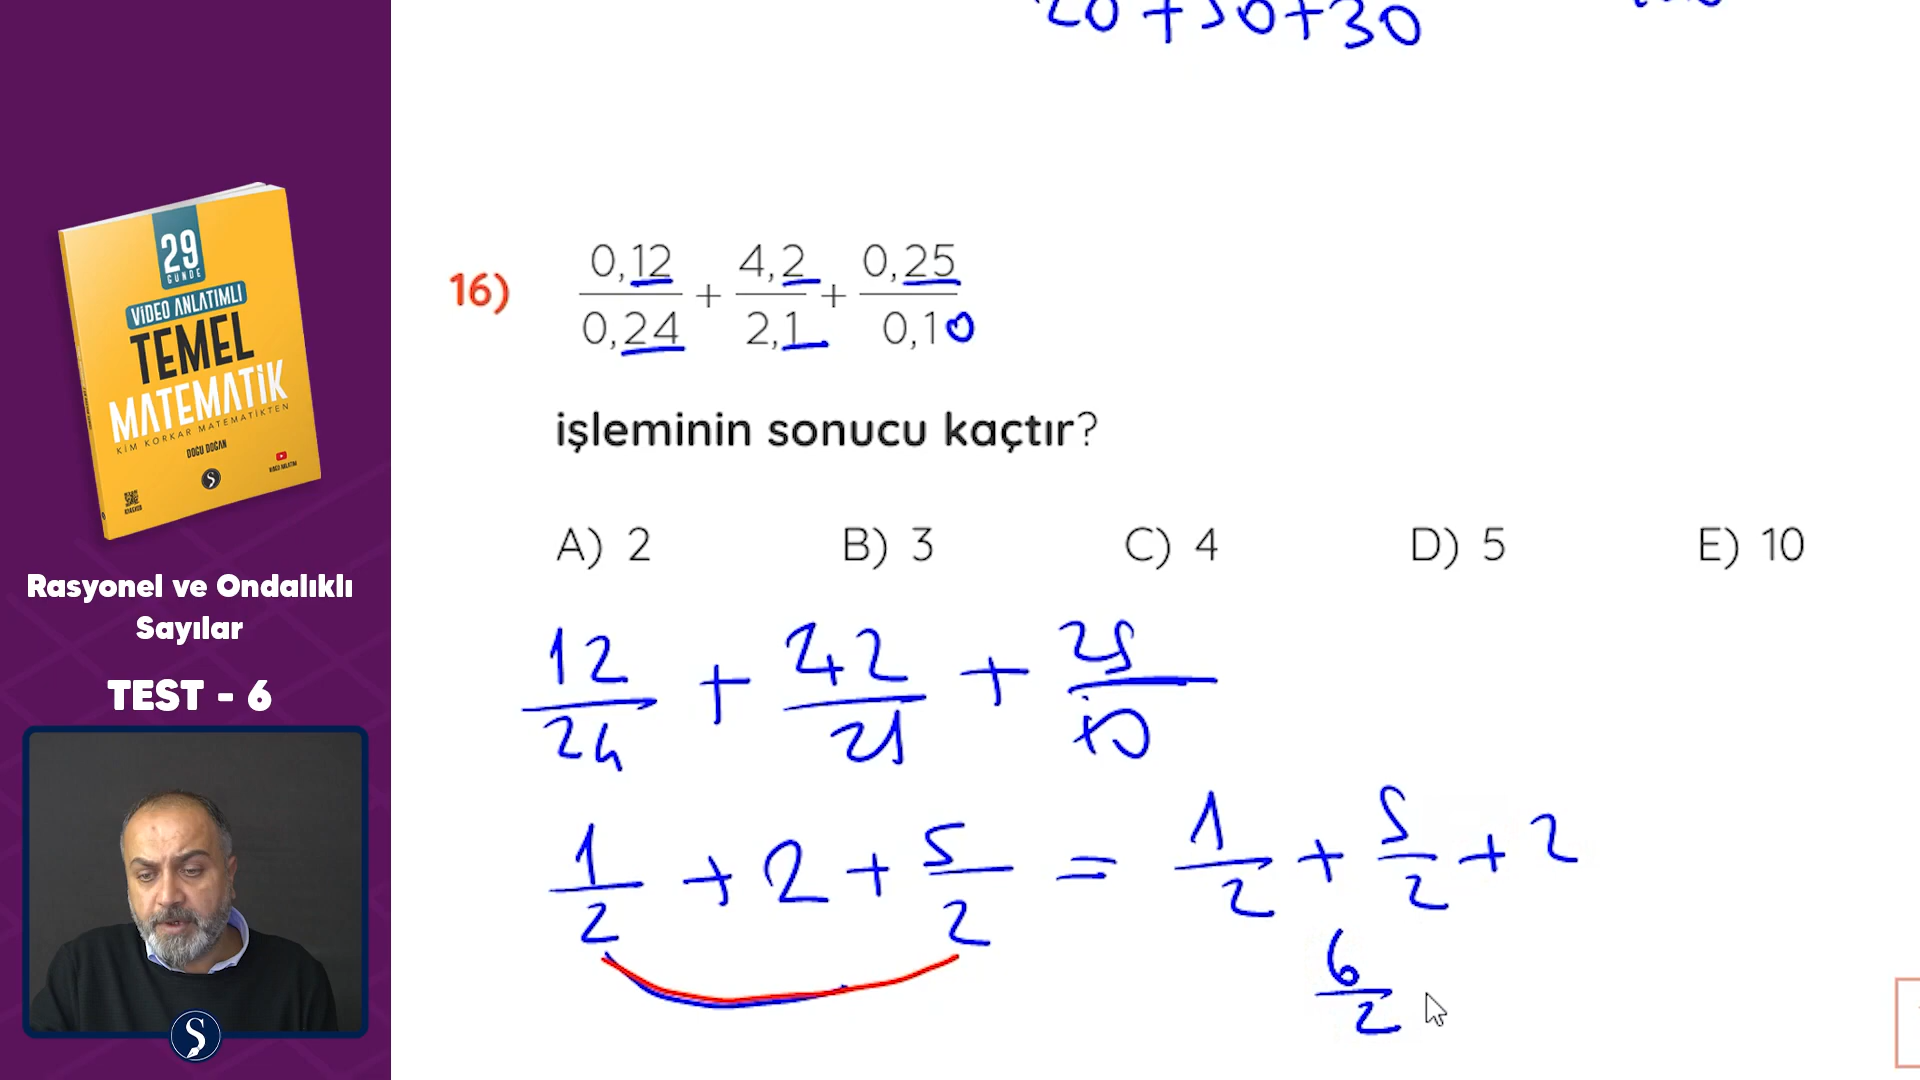 20 + 50 + 30
29
GÜNDE
VİDEO ANLATIMLI
TEMEL
MATEMATİK
KİM KORKAR MATEMATİKTEN
DOĞU DOĞAN
Rasyonel ve Ondalıklı
Sayılar
TEST - 6
16) 0,12/0,24 + 4,2/2,1 + 0,25/0,10
işleminin sonucu kaçtır?
A) 2 B) 3 C) 4 D) 5 E) 10
12/24 + 42/21 + 25/10
1/2 + 2 + 5/2 = 1/2 + 5/2 + 2
6/2